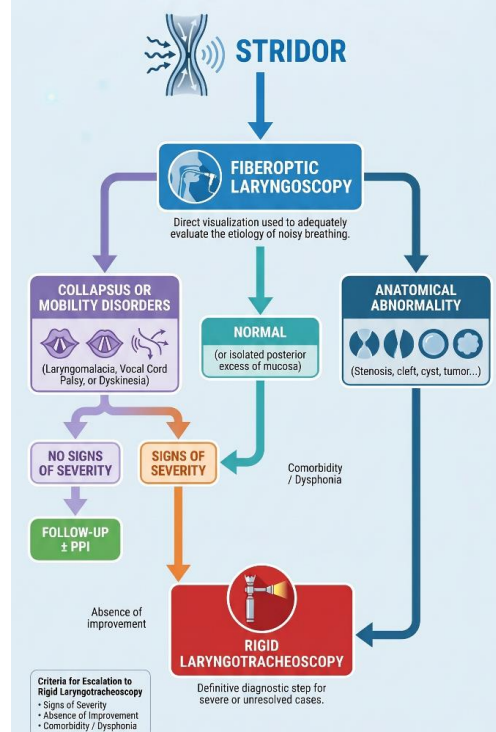 STRIDOR
FIBEROPTIC
LARYNGOSCOPY
Direct visualization used to adequately
evaluate the etiology of noisy breathing.
COLLAPSUS OR
MOBILITY DISORDERS
(Laryngomalacia, Vocal Cord
Palsy, or Dyskinesia)
NORMAL
(or isolated posterior
excess of mucosa)
ANATOMICAL
ABNORMALITY
(Stenosis, cleft, cyst, tumor...)
NO SIGNS
OF SEVERITY
SIGNS OF
SEVERITY
Comorbidity
/ Dysphonia
FOLLOW-UP
± PPI
Absence of
improvement
RIGID
LARYNGOTRACHEOSCOPY
Definitive diagnostic step for
severe or unresolved cases.
Criteria for Escalation to
Rigid Laryngotracheoscopy
• Signs of Severity
• Absence of Improvement
• Comorbidity / Dysphonia